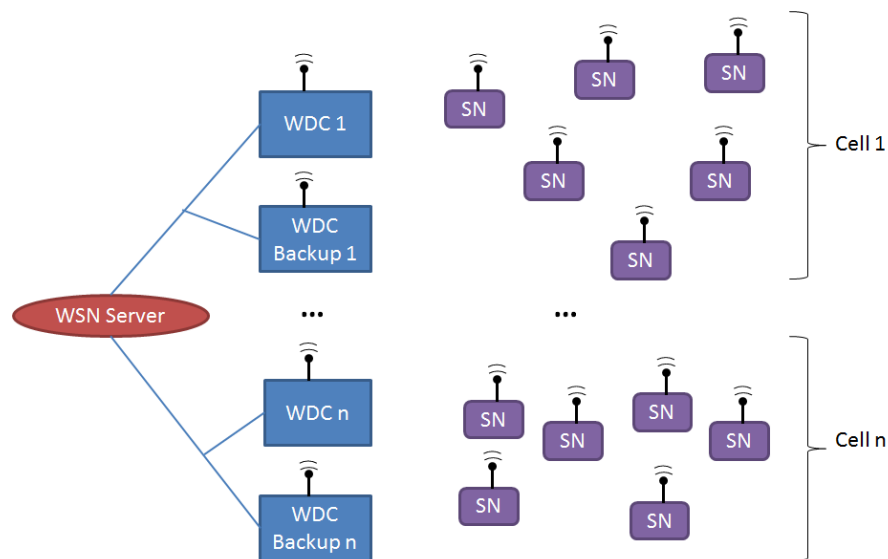 SN
SN
SN
WDC 1
Cell 1
SN
SN
WDC
Backup 1
SN
WSN Server
...
...
WDC n
SN
SN
SN
SN
Cell n
SN
SN
WDC
Backup n